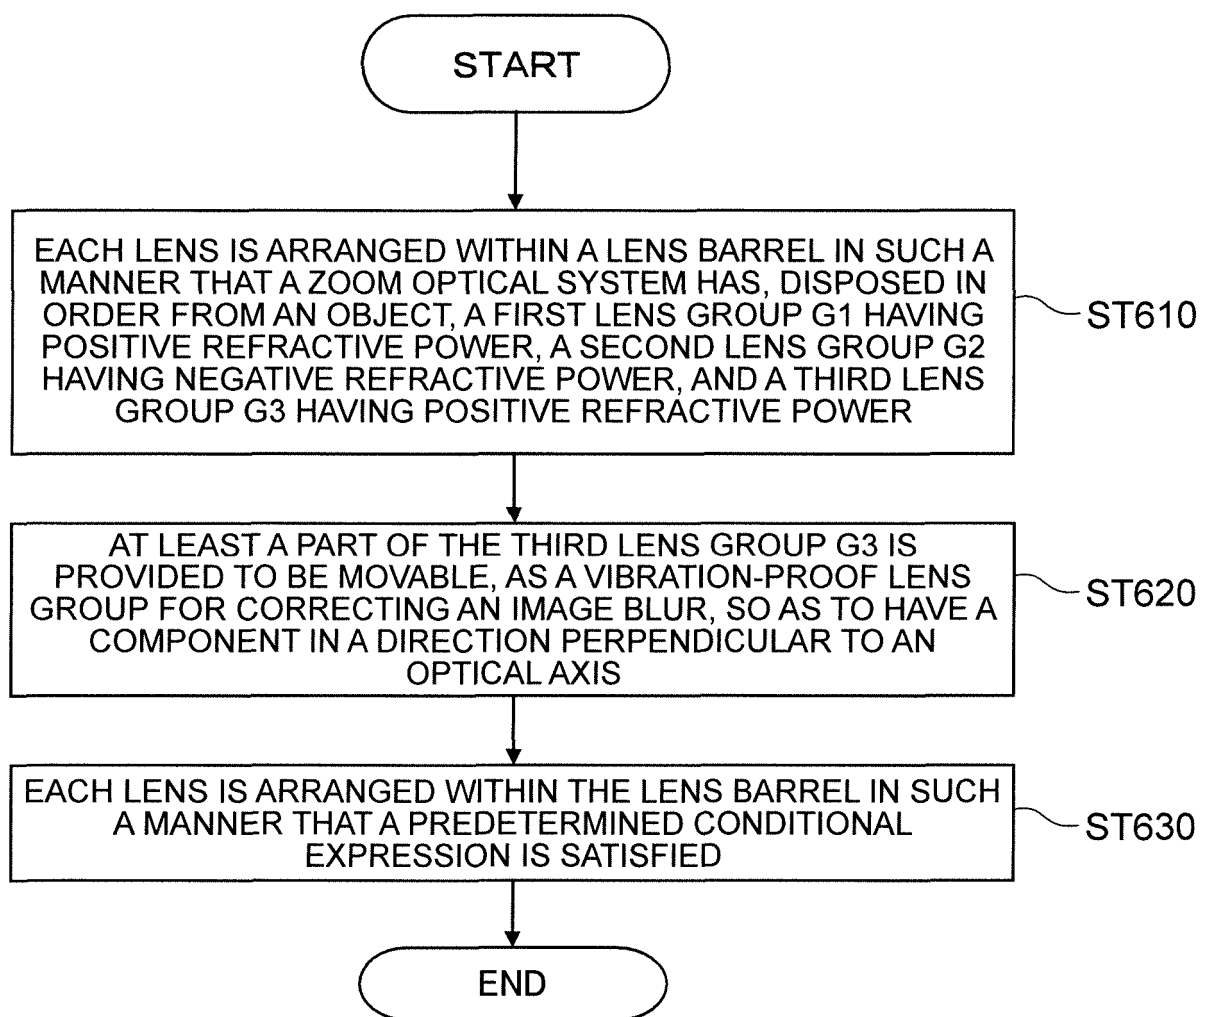 START
EACH LENS IS ARRANGED WITHIN A LENS BARREL IN SUCH A
MANNER THAT A ZOOM OPTICAL SYSTEM HAS, DISPOSED IN
ORDER FROM AN OBJECT, A FIRST LENS GROUP G1 HAVING
POSITIVE REFRACTIVE POWER, A SECOND LENS GROUP G2
HAVING NEGATIVE REFRACTIVE POWER, AND A THIRD LENS
GROUP G3 HAVING POSITIVE REFRACTIVE POWER
ST610
AT LEAST A PART OF THE THIRD LENS GROUP G3 IS
PROVIDED TO BE MOVABLE, AS A VIBRATION-PROOF LENS
GROUP FOR CORRECTING AN IMAGE BLUR, SO AS TO HAVE A
COMPONENT IN A DIRECTION PERPENDICULAR TO AN
OPTICAL AXIS
ST620
EACH LENS IS ARRANGED WITHIN THE LENS BARREL IN SUCH
A MANNER THAT A PREDETERMINED CONDITIONAL
EXPRESSION IS SATISFIED
ST630
END